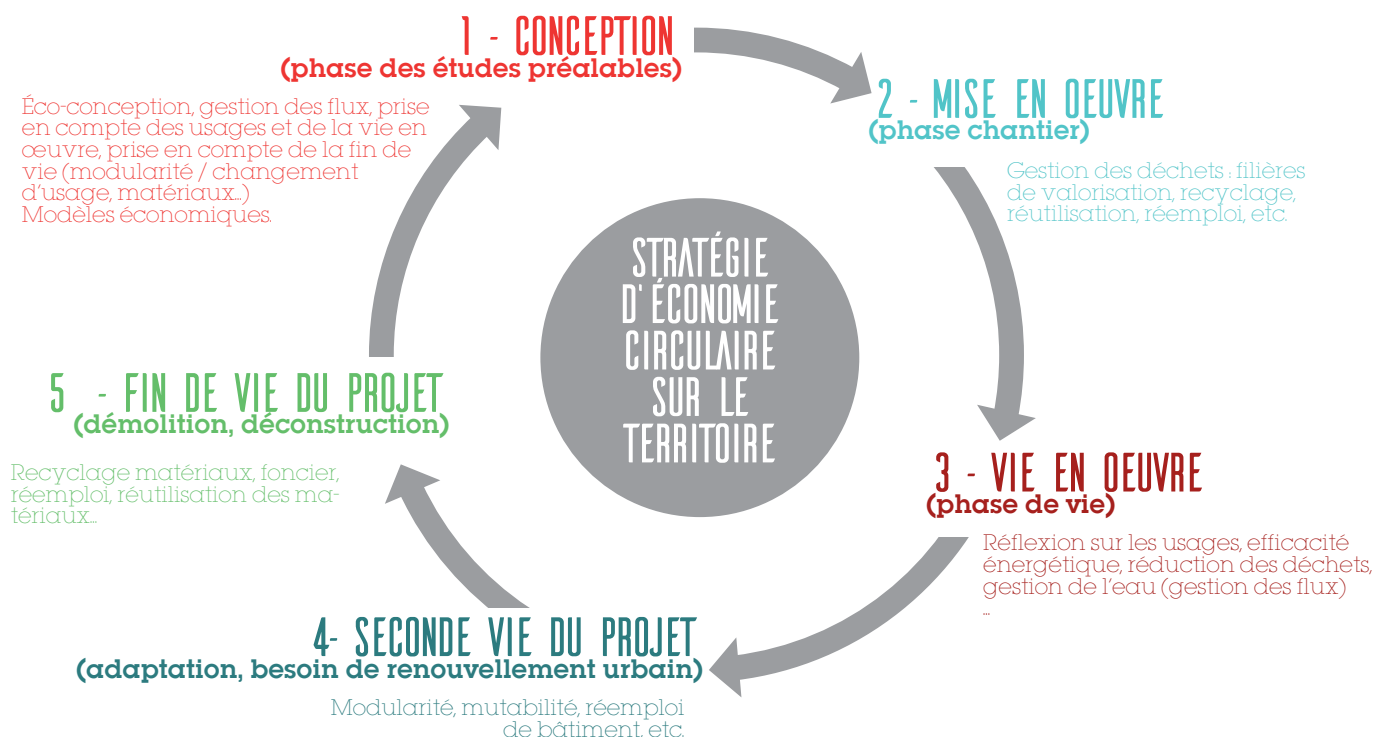 1 - CONCEPTION
(phase des études préalables)
Éco-conception, gestion des flux, prise
en compte des usages et de la vie en
œuvre, prise en compte de la fin de
vie (modularité / changement
d'usage, matériaux...)
Modèles économiques.
2 - MISE EN OEUVRE
(phase chantier)
Gestion des déchets : filières
de valorisation, recyclage,
réutilisation, réemploi, etc.
STRATÉGIE
D'ÉCONOMIE
CIRCULAIRE
SUR LE
TERRITOIRE
3 - VIE EN OEUVRE
(phase de vie)
Réflexion sur les usages, efficacité
énergétique, réduction des déchets,
gestion de l'eau (gestion des flux)
...
4- SECONDE VIE DU PROJET
(adaptation, besoin de renouvellement urbain)
Modularité, mutabilité, réemploi
de bâtiment, etc.
5 - FIN DE VIE DU PROJET
(démolition, déconstruction)
Recyclage matériaux, foncier,
réemploi, réutilisation des ma-
tériaux...